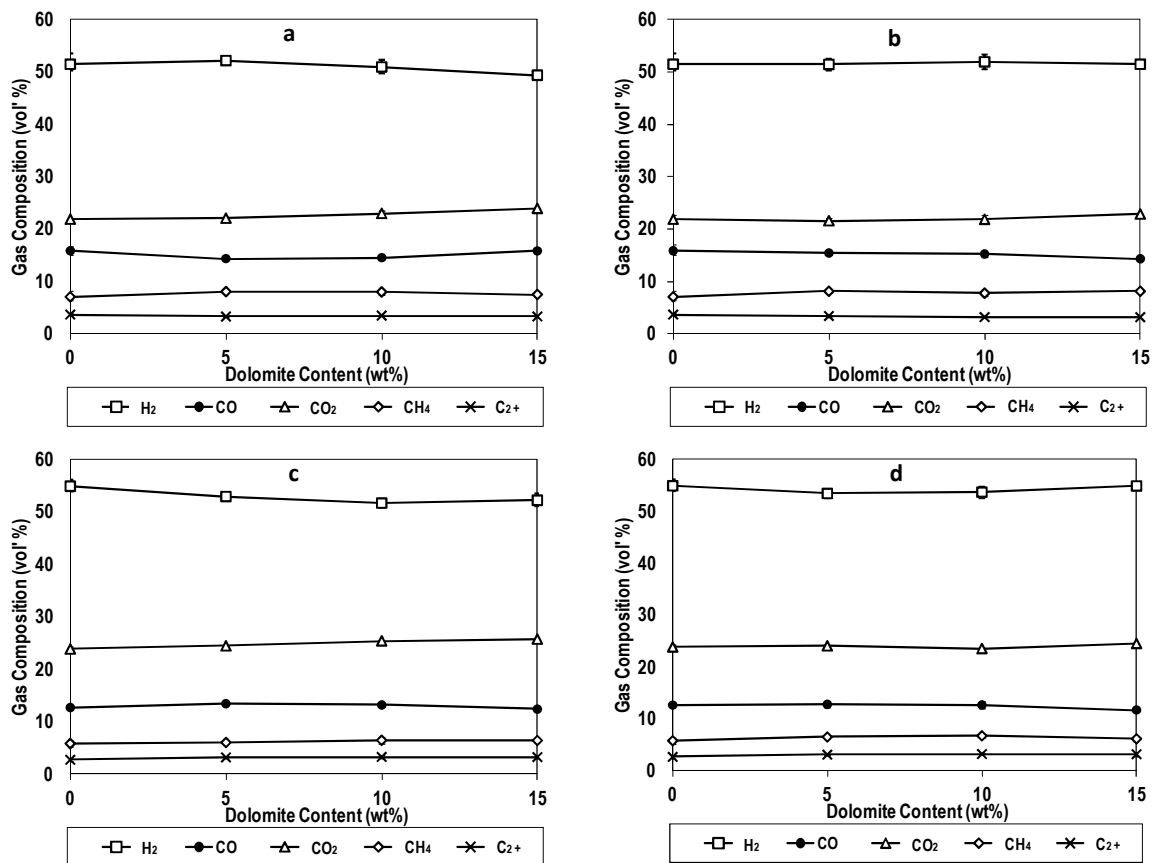 a
60
50
40
30
20
10
0
Gas Composition (vol' %)
0 5 10 15
Dolomite Content (wt%)
H₂ CO CO₂ CH₄ C₂₊
b
60
50
40
30
20
10
0
Gas Composition (vol' %)
0 5 10 15
Dolomite Content (wt%)
H₂ CO CO₂ CH₄ C₂₊
c
60
50
40
30
20
10
0
Gas Composition (vol' %)
0 5 10 15
Dolomite Content (wt%)
H₂ CO CO₂ CH₄ C₂₊
d
60
50
40
30
20
10
0
Gas Composition (vol' %)
0 5 10 15
Dolomite Content (wt%)
H₂ CO CO₂ CH₄ C₂₊